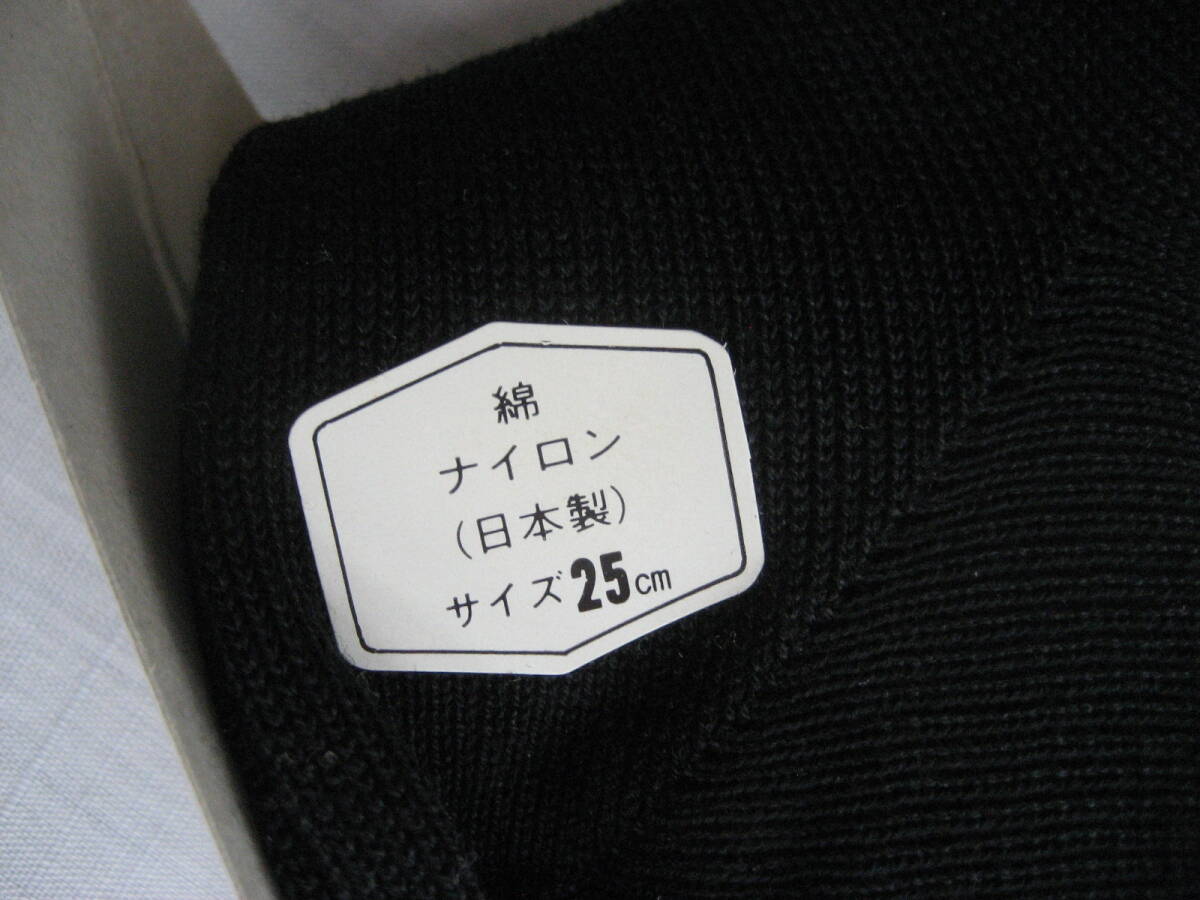 綿
ナイロン
(日本製)
サイズ25cm